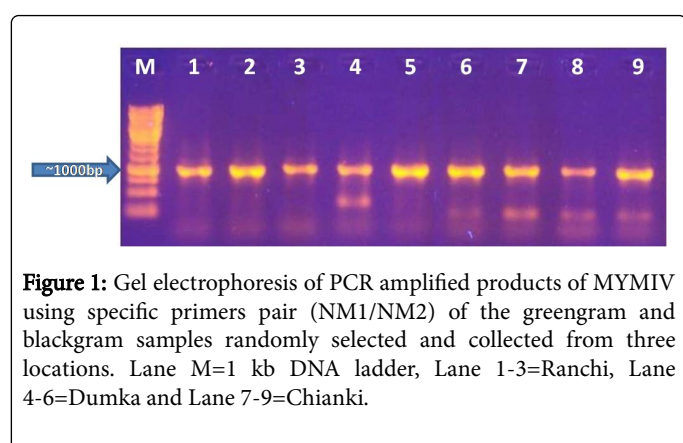 M 1 2 3 4 5 6 7 8 9
~1000bp
Figure 1: Gel electrophoresis of PCR amplified products of MYMIV
using specific primers pair (NM1/NM2) of the greengram and
blackgram samples randomly selected and collected from three
locations. Lane M=1 kb DNA ladder, Lane 1-3=Ranchi, Lane
4-6=Dumka and Lane 7-9=Chianki.